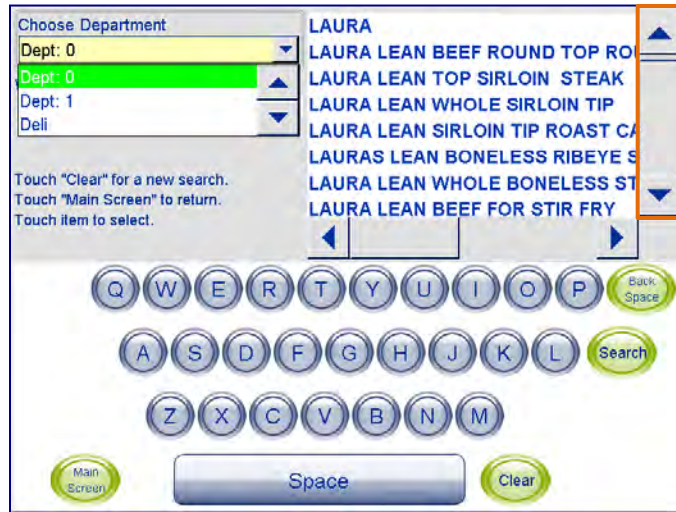 Choose Department
Dept: 0
Dept: 0
Dept: 1
Deli
Touch "Clear" for a new search.
Touch "Main Screen" to return.
Touch item to select.
LAURA
LAURA LEAN BEEF ROUND TOP
LAURA LEAN TOP SIRLOIN STEAK
LAURA LEAN WHOLE SIRLOIN TIP
LAURA LEAN SIRLOIN TIP ROAST
LAURAS LEAN BONELESS RIBEYE
LAURA LEAN WHOLE BONELESS ST
LAURA LEAN BEEF FOR STIR FRY
Q W E R T Y U I O P Back Space
A S D F G H J K L Search
Z X C V B N M
Main Screen Space Clear